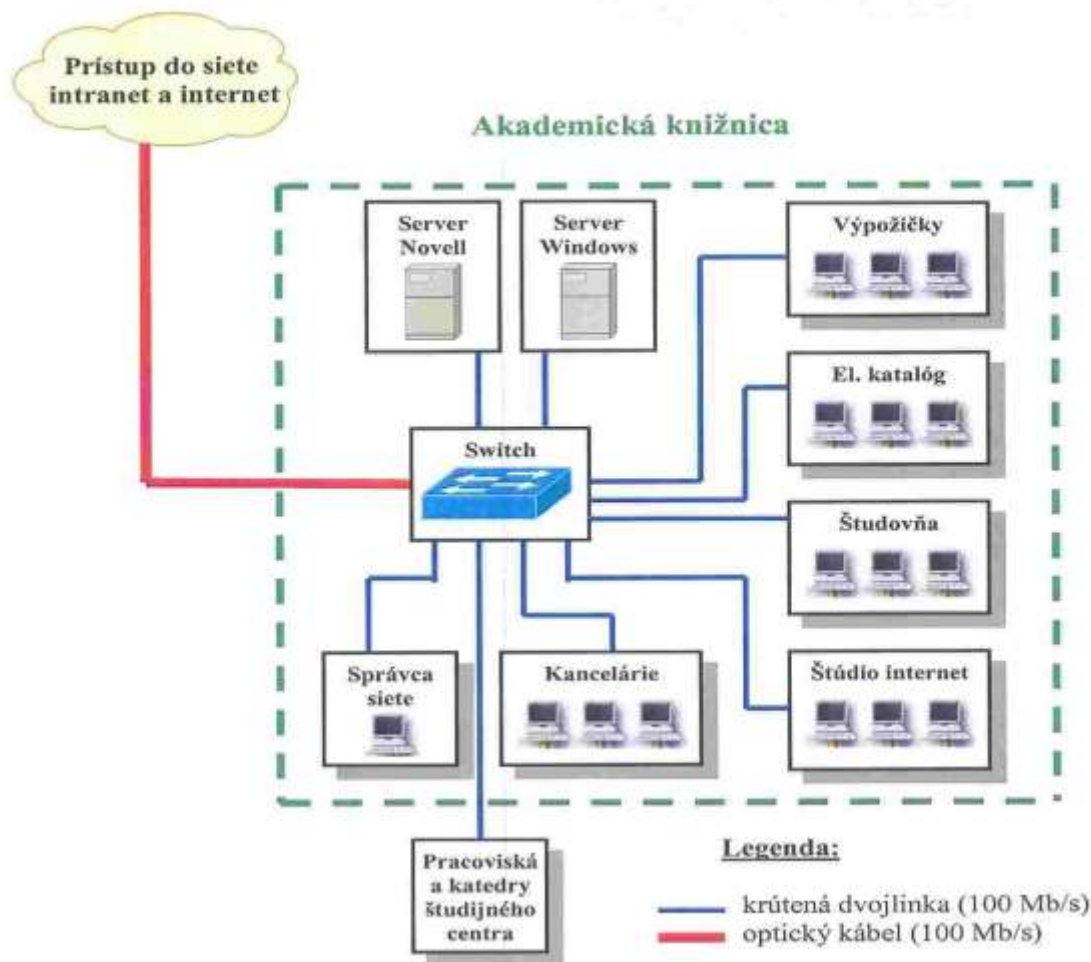 Prístup do siete
intranet a internet
Akademická knižnica
Server
Novell
Server
Windows
Výpožičky
El. katalóg
Switch
Študovňa
Správca
siete
Kancelárie
Štúdio internet
Pracoviská
a katedry
študijného
centra
Legenda:
krútená dvojlinka (100 Mb/s)
optický kábel (100 Mb/s)